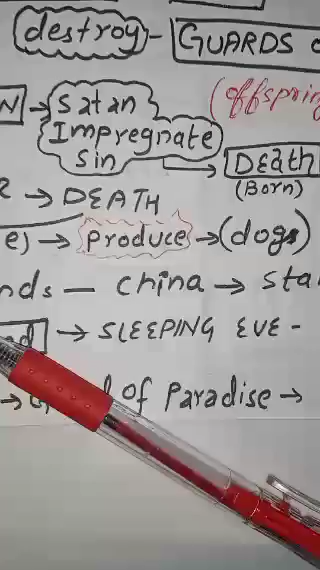 destroy - GUARDS
N → Satan (offsprin
Impregnate
Sin → Death
(Born)
→ DEATH
e) → Produce → (dogs)
nds - China → Sta
→ SLEEPING EVE -
→ of Paradise →